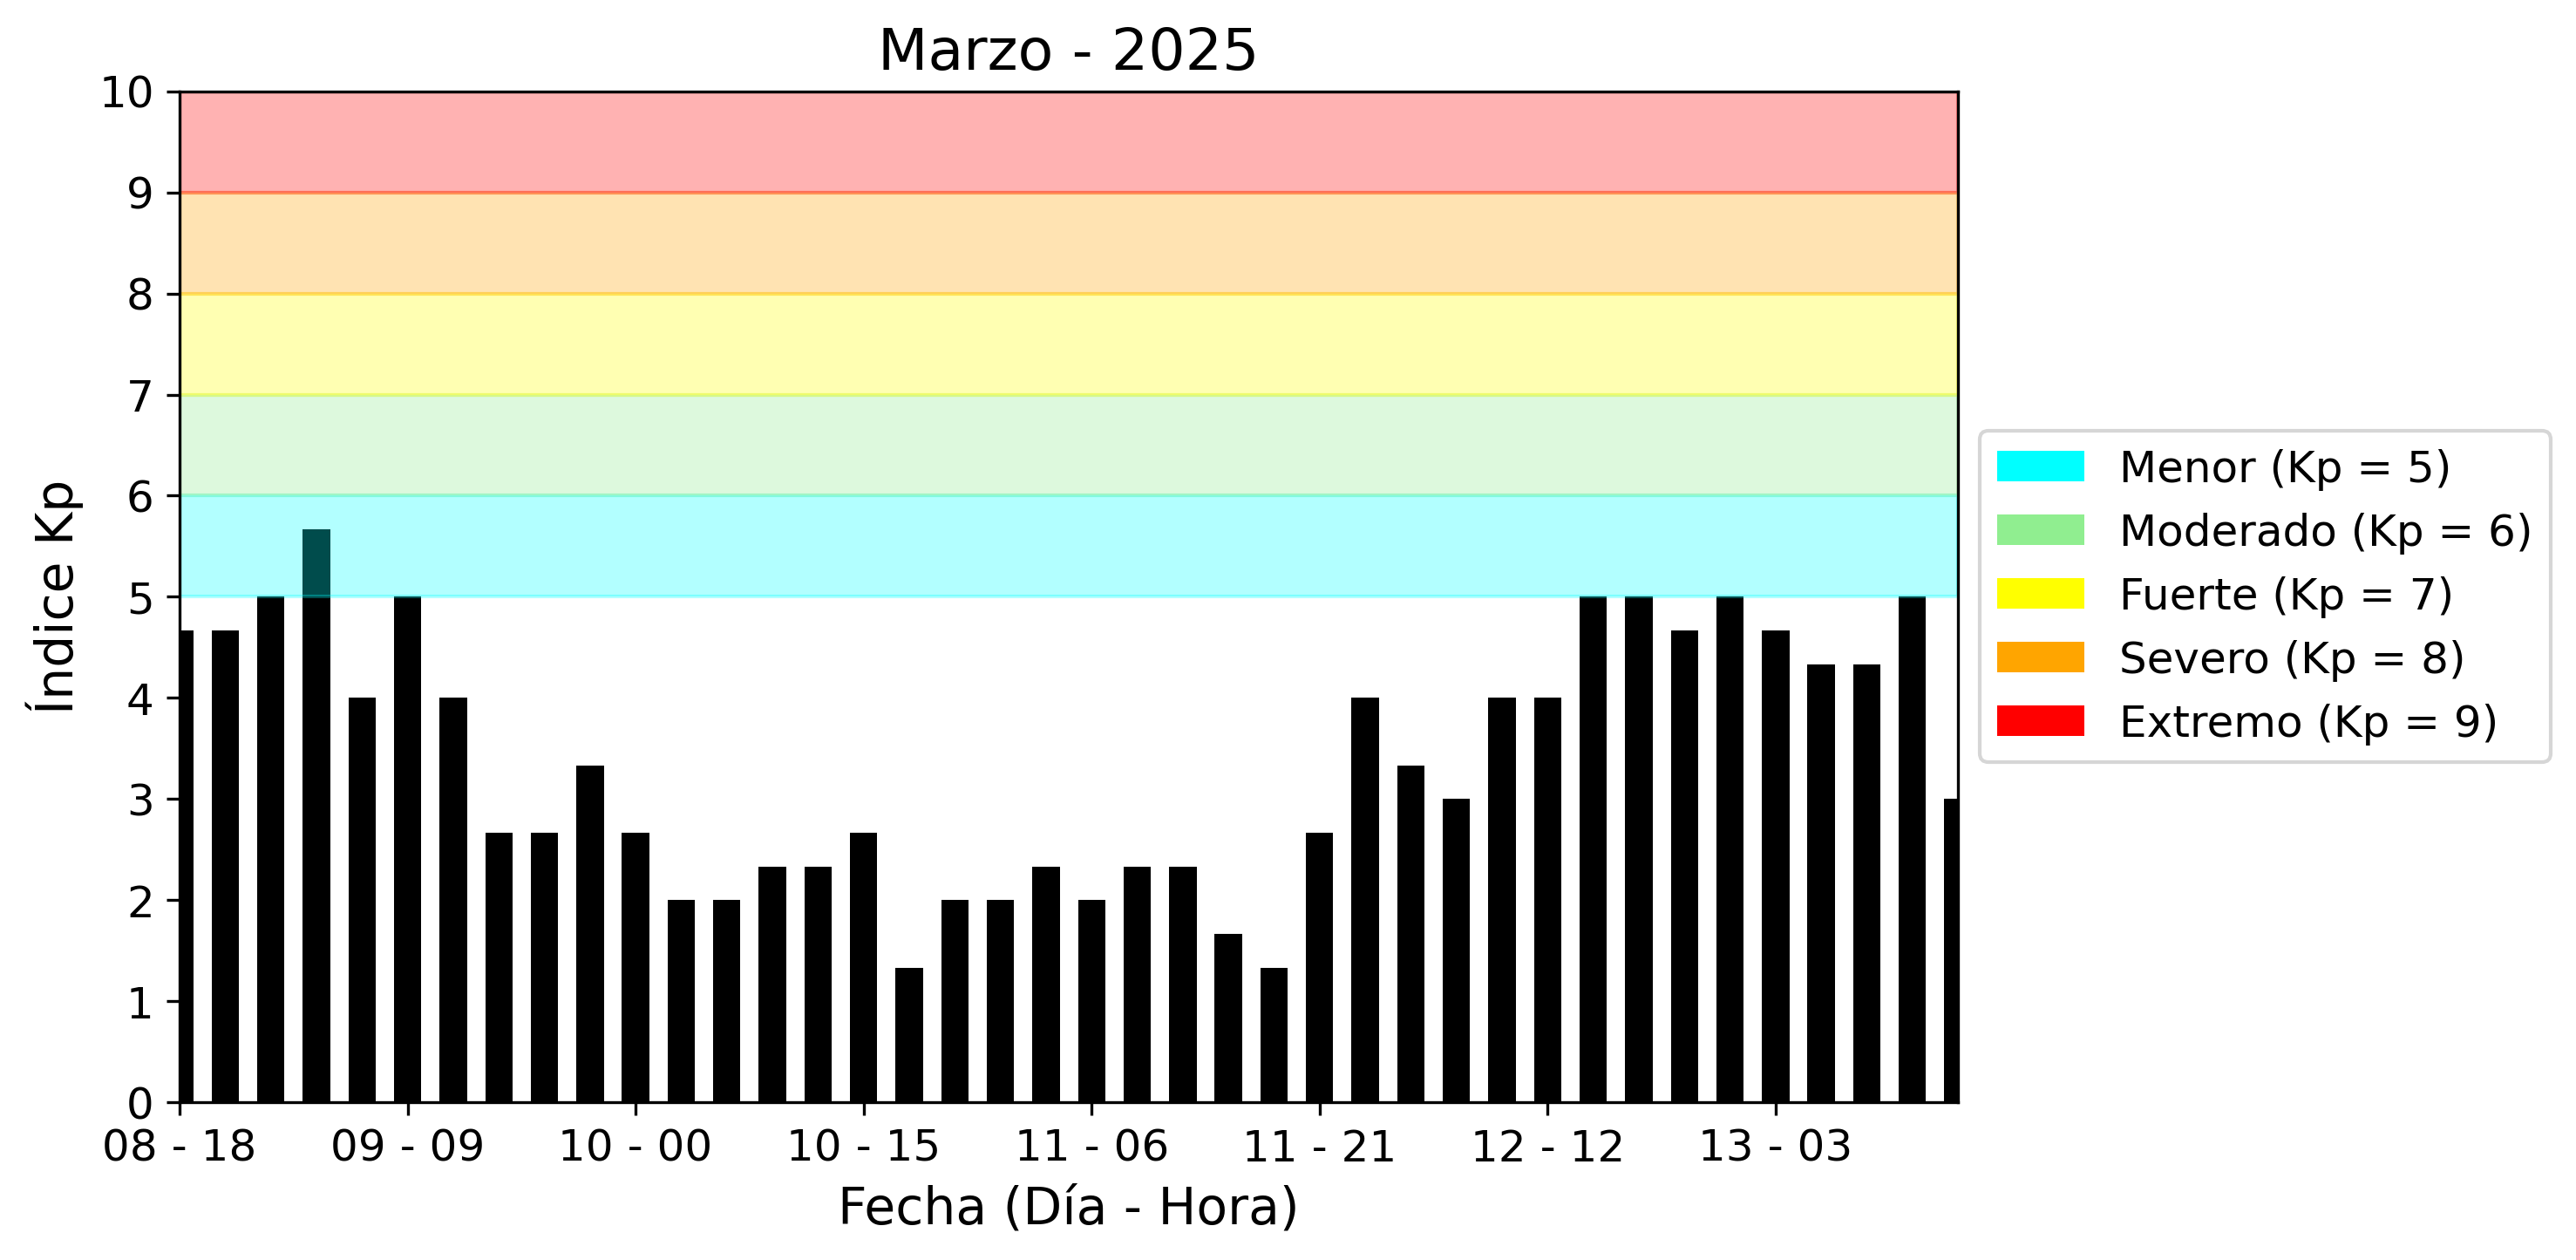 Marzo - 2025
10
9
8
7
6
5
4
3
2
1
0
Índice Kp
08 - 18
09 - 09
10 - 00
10 - 15
11 - 06
11 - 21
12 - 12
13 - 03
Fecha (Día - Hora)
Menor (Kp = 5)
Moderado (Kp = 6)
Fuerte (Kp = 7)
Severo (Kp = 8)
Extremo (Kp = 9)